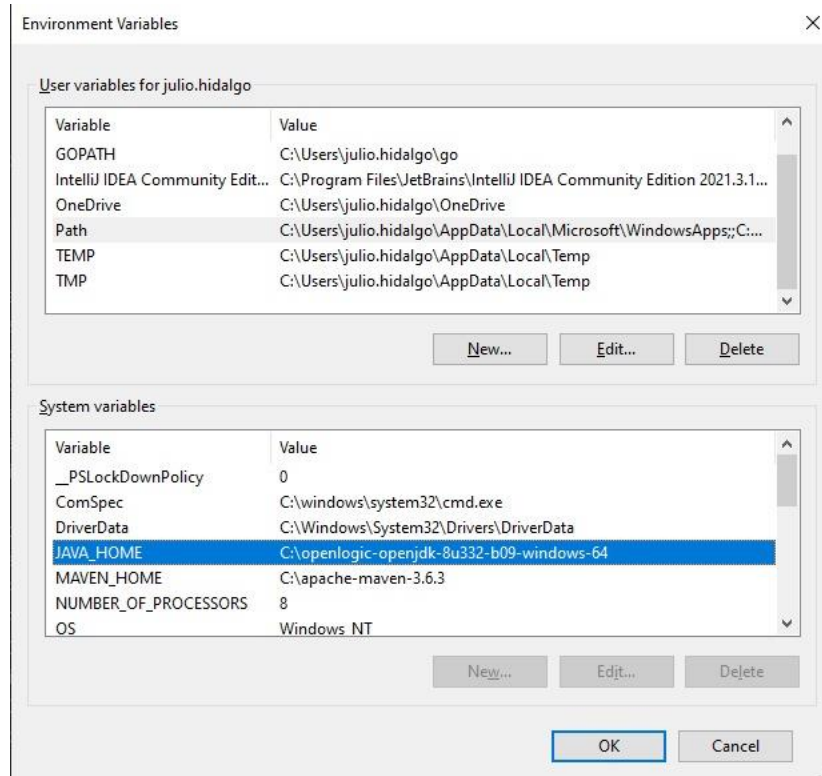 Environment Variables
User variables for julio.hidalgo
Variable Value
GOPATH C:\Users\julio.hidalgo\go
IntelliJ IDEA Community Edit... C:\Program Files\JetBrains\IntelliJ IDEA Community Edition 2021.3.1...
OneDrive C:\Users\julio.hidalgo\OneDrive
Path C:\Users\julio.hidalgo\AppData\Local\Microsoft\WindowsApps;;C:...
TEMP C:\Users\julio.hidalgo\AppData\Local\Temp
TMP C:\Users\julio.hidalgo\AppData\Local\Temp
New... Edit... Delete
System variables
Variable Value
__PSLockDownPolicy 0
ComSpec C:\windows\system32\cmd.exe
DriverData C:\Windows\System32\Drivers\DriverData
JAVA_HOME C:\openlogic-openjdk-8u332-b09-windows-64
MAVEN_HOME C:\apache-maven-3.6.3
NUMBER_OF_PROCESSORS 8
OS Windows_NT
New... Edit... Delete
OK Cancel